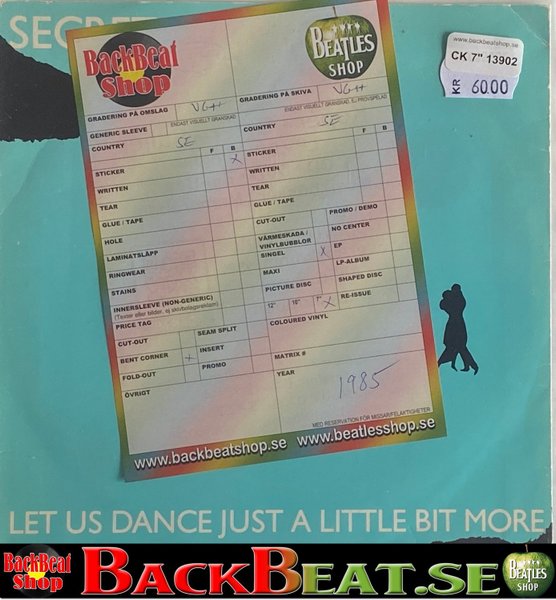 SECRET
BackBeat
Shop
BEATLES
SHOP
www.backbeatshop.se
CK 7" 13902
KR 6000
GRADERING PÅ OMSLAG VG++
ENDAST VISUELLT GRANSKAD
GENERIC SLEEVE
COUNTRY SE
F B
STICKER X
WRITTEN
TEAR
GLUE / TAPE
HOLE
LAMINATSLÄPP
RINGWEAR
STAINS
INNERSLEEVE (NON-GENERIC)
(Texter eller bilder, ej skivbolagsreklam)
PRICE TAG
CUT-OUT SEAM SPLIT
BENT CORNER X INSERT
FOLD-OUT PROMO
ÖVRIGT
GRADERING PÅ SKIVA VG++
ENDAST VISUELLT GRANSKAD, EJ PROVSPELAD
COUNTRY SE
F B
STICKER
WRITTEN
TEAR
GLUE / TAPE
CUT-OUT PROMO / DEMO
VÄRMESKADA / VINYLBUBBLOR NO CENTER
SINGEL X EP
MAXI LP-ALBUM
PICTURE DISC SHAPED DISC
12" 10" 7" X RE-ISSUE
COLOURED VINYL
MATRIX #
YEAR 1985
MED RESERVATION FÖR MISSAR/FELAKTIGHETER
www.backbeatshop.se www.beatlesshop.se
LET US DANCE JUST A LITTLE BIT MORE
BackBeat
Shop
BACKBEAT.SE
BEATLES
SHOP